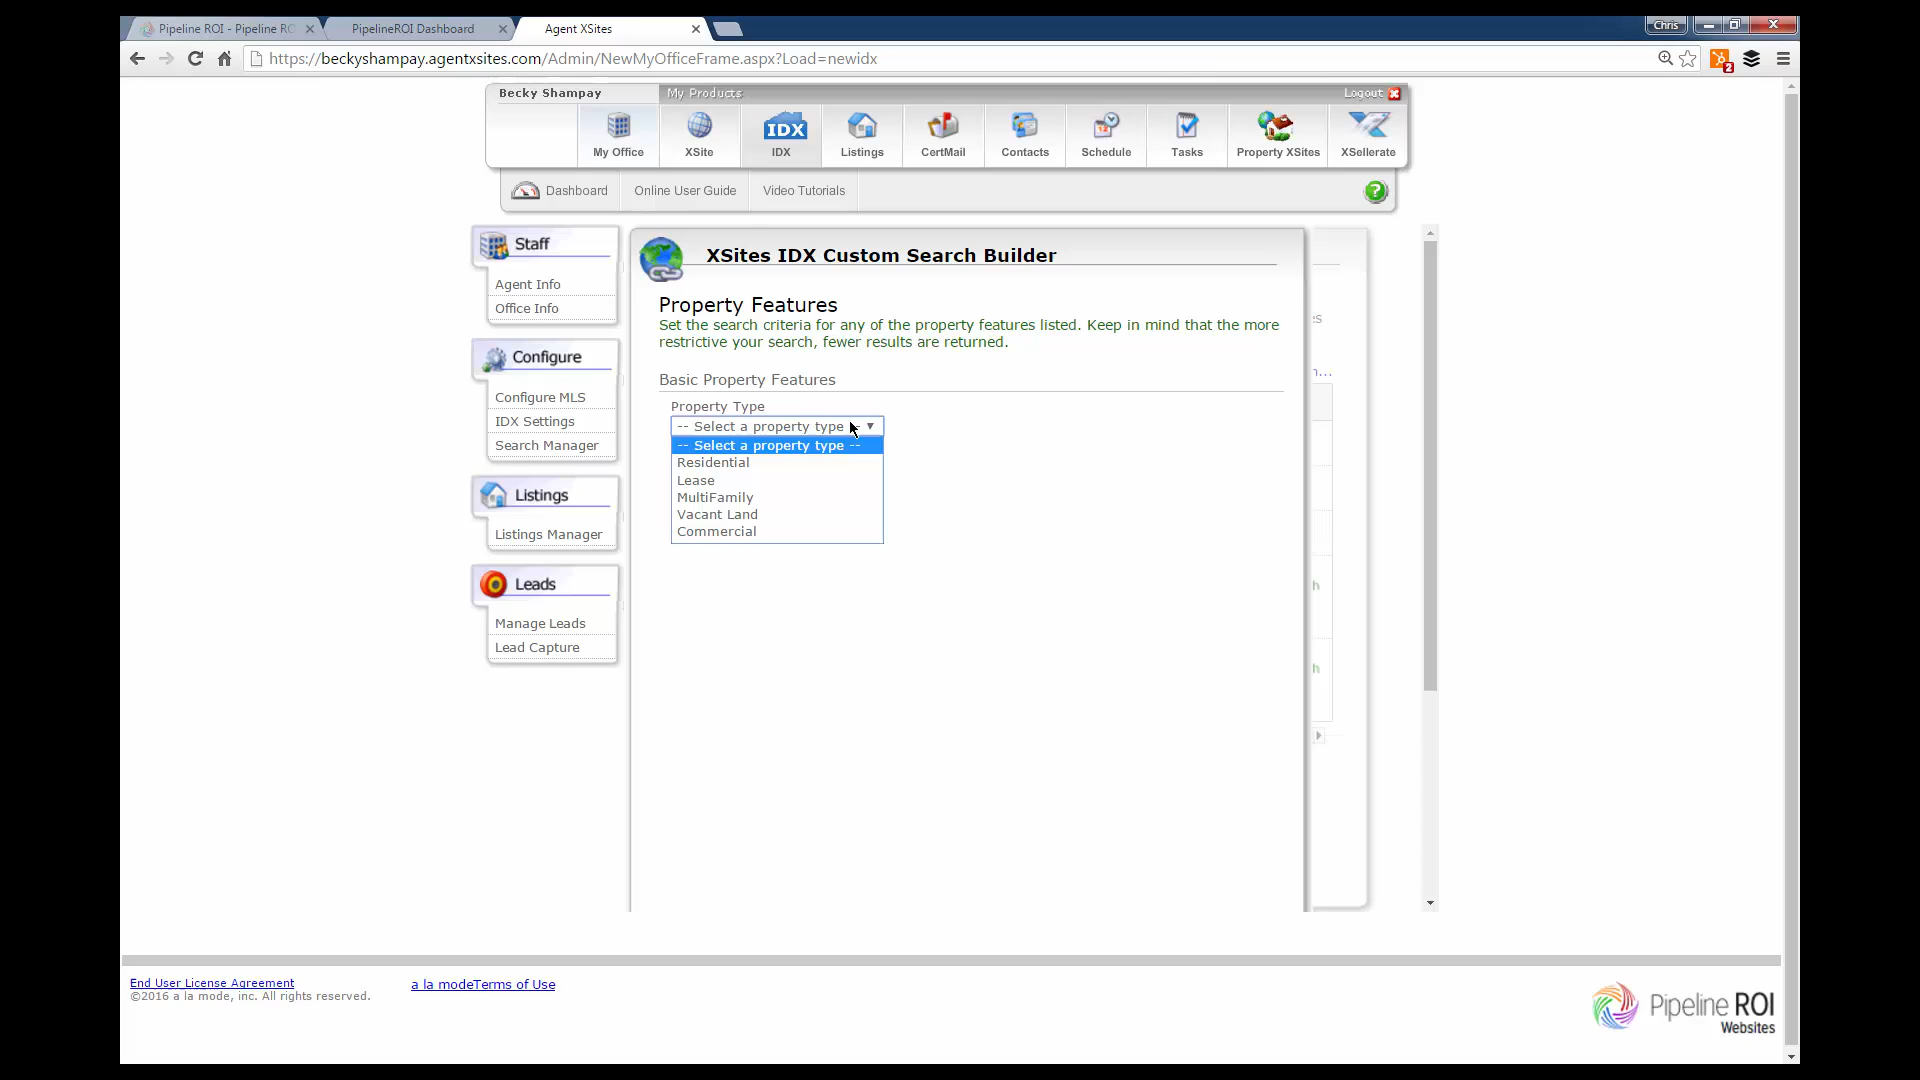 Pipeline ROI - Pipeline RO
PipelineROI Dashboard
Agent XSites
Chris
https://beckyshampay.agentxsites.com/Admin/NewMyOfficeFrame.aspx?Load=newidx
2
Becky Shampay
My Products
Logout
My Office
XSite
IDX
IDX
Listings
CertMail
Contacts
Schedule
Tasks
Property XSites
XSellerate
Dashboard
Online User Guide
Video Tutorials
?
Staff
Agent Info
Office Info
Configure
Configure MLS
IDX Settings
Search Manager
Listings
Listings Manager
Leads
Manage Leads
Lead Capture
XSites IDX Custom Search Builder
Property Features
Set the search criteria for any of the property features listed. Keep in mind that the more
restrictive your search, fewer results are returned.
Basic Property Features
Property Type
-- Select a property type
-- Select a property type --
Residential
Lease
MultiFamily
Vacant Land
Commercial
End User License Agreement
©2016 a la mode, inc. All rights reserved.
a la modeTerms of Use
Pipeline ROI
Websites